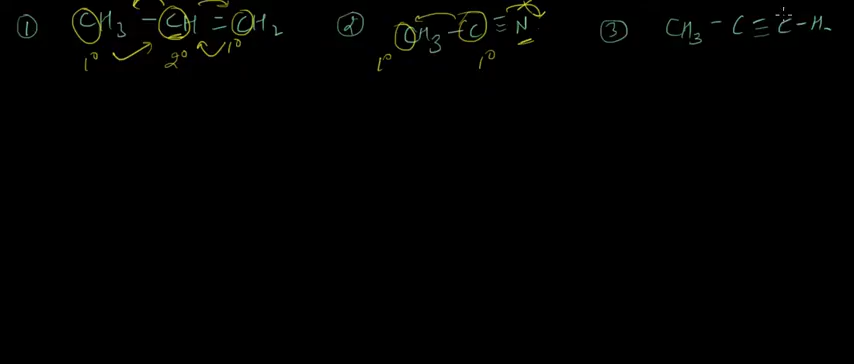 ① CH₃ – CH = CH₂ ② CH₃ – C ≡ N ③ CH₃ – C ≡ C – H
1° 2° 1° 1° 1°